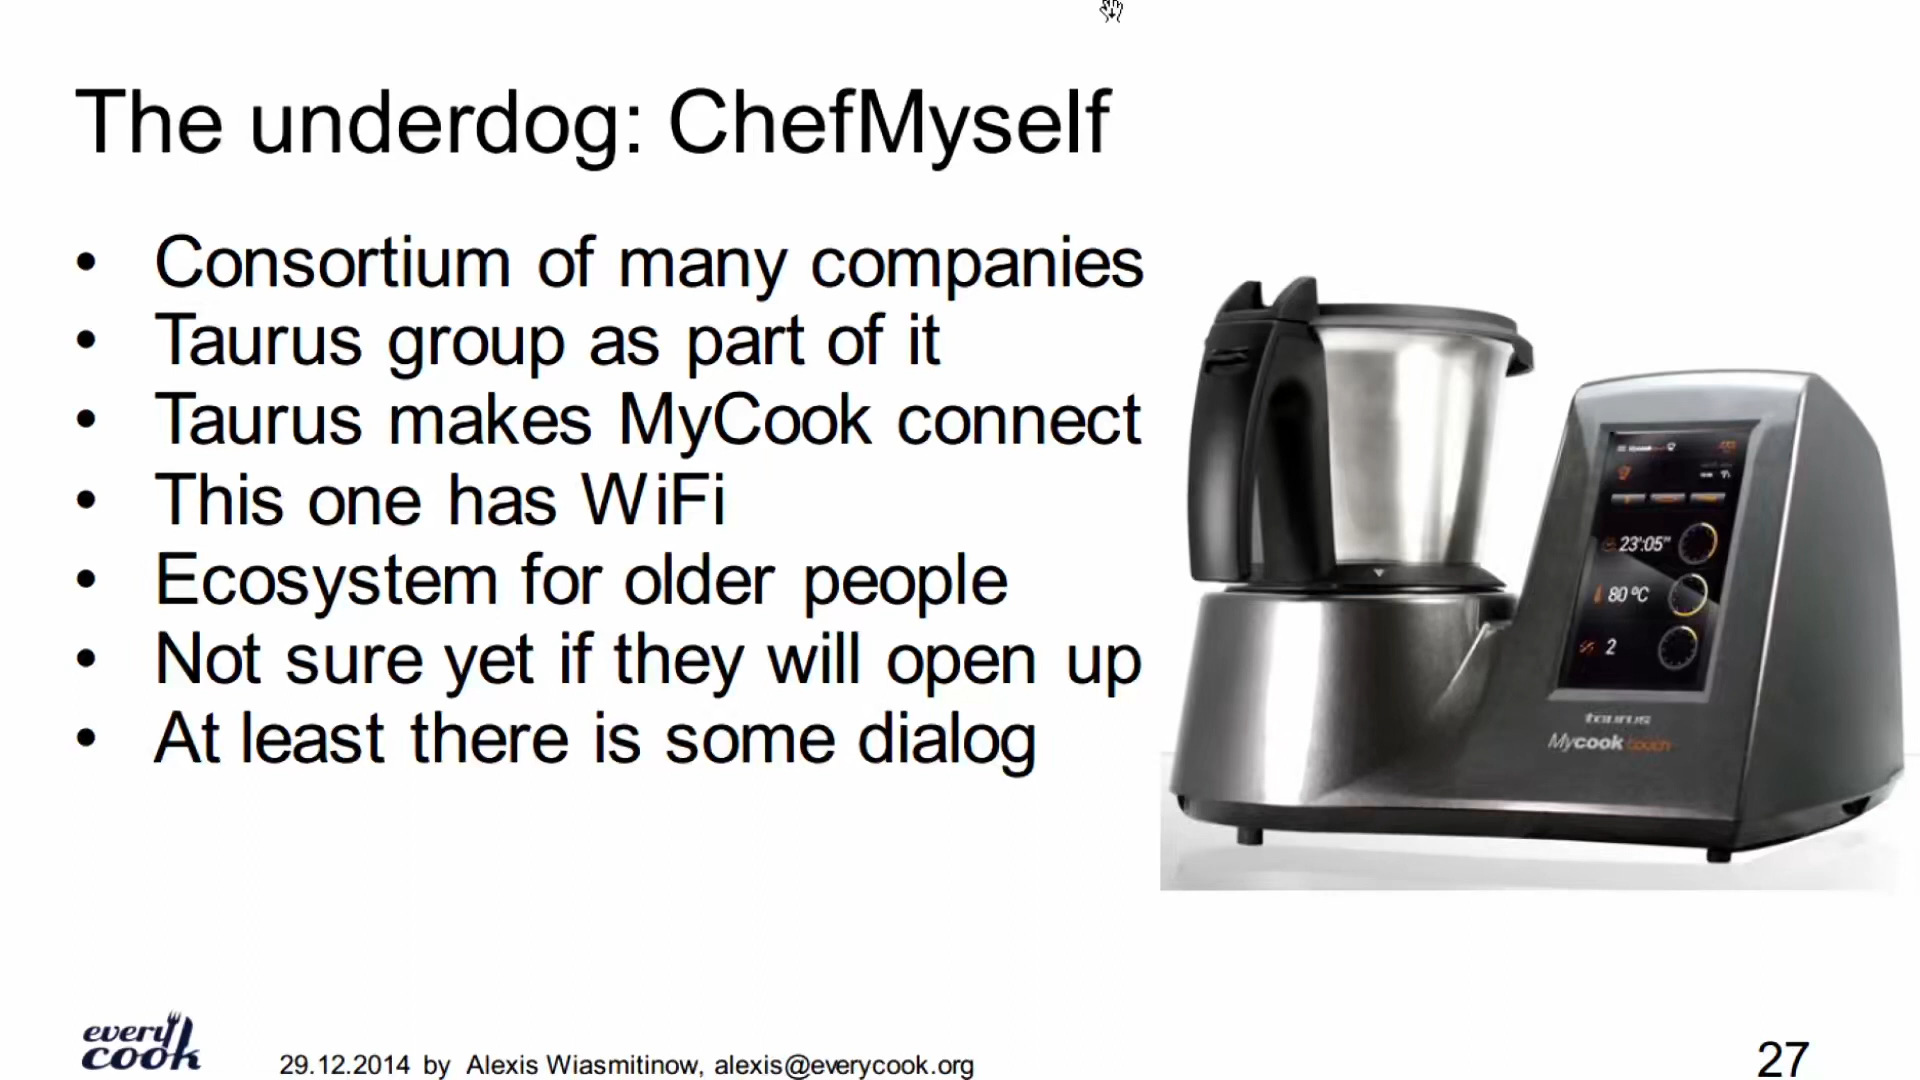 The underdog: ChefMyself
• Consortium of many companies
• Taurus group as part of it
• Taurus makes MyCook connect
• This one has WiFi
• Ecosystem for older people
• Not sure yet if they will open up
• At least there is some dialog
23':05"
80 ºC
2
taurus
Mycook touch
every
cook
29.12.2014 by Alexis Wiasmitinow, alexis@everycook.org
27